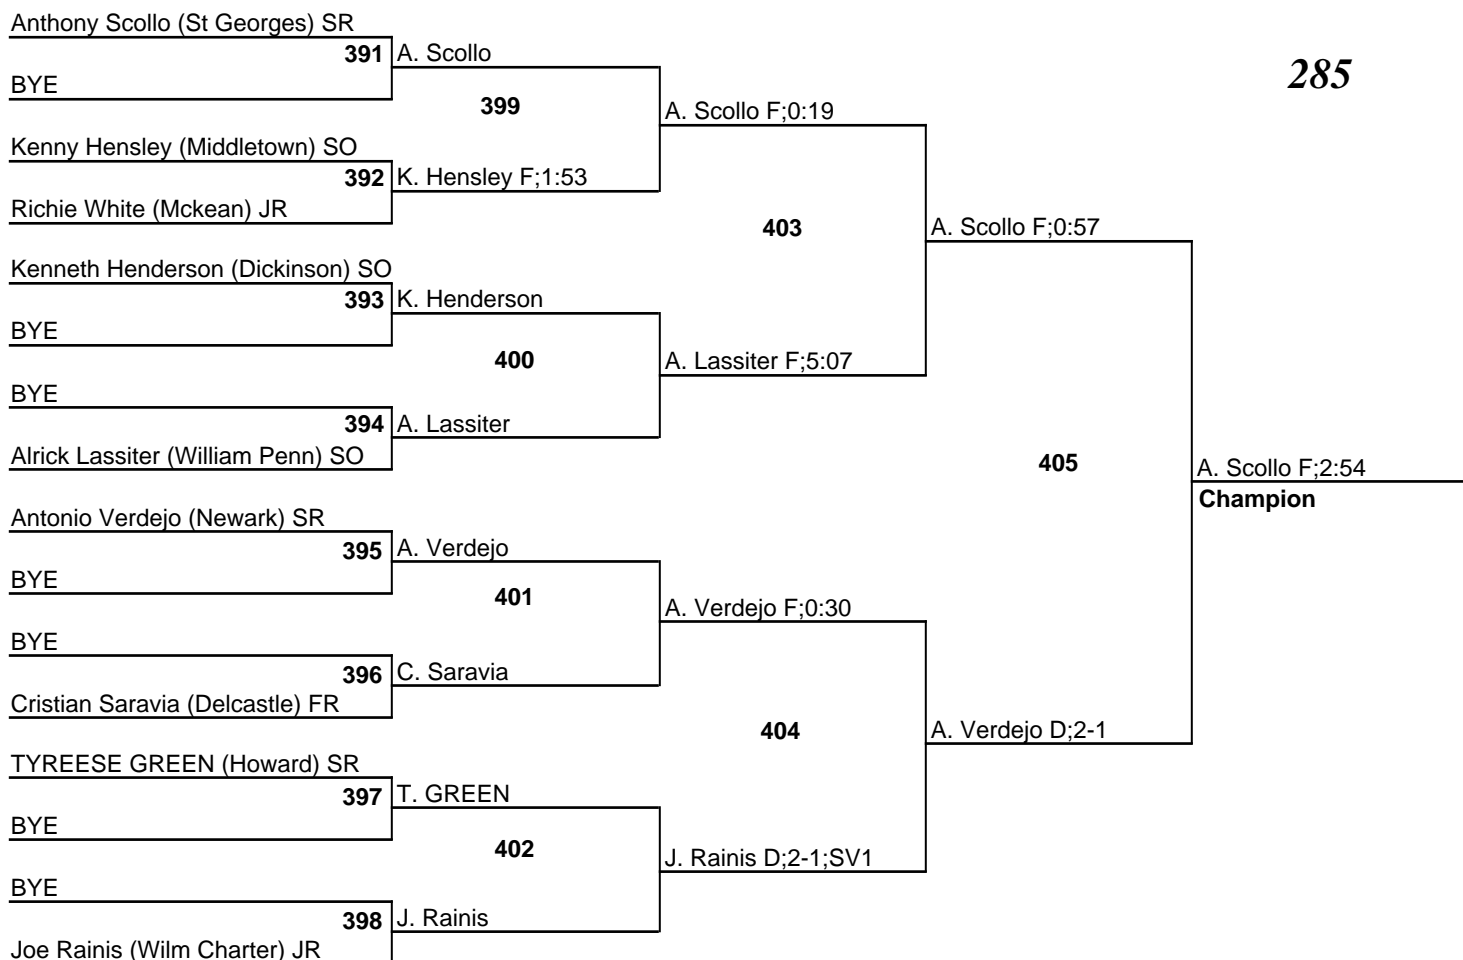 Anthony Scollo (St Georges) SR
391 A. Scollo
BYE
285
399
A. Scollo F;0:19
Kenny Hensley (Middletown) SO
392 K. Hensley F;1:53
Richie White (Mckean) JR
403
A. Scollo F;0:57
Kenneth Henderson (Dickinson) SO
393 K. Henderson
BYE
400
A. Lassiter F;5:07
BYE
394 A. Lassiter
Alrick Lassiter (William Penn) SO
405
A. Scollo F;2:54
Champion
Antonio Verdejo (Newark) SR
395 A. Verdejo
BYE
401
A. Verdejo F;0:30
BYE
396 C. Saravia
Cristian Saravia (Delcastle) FR
404
A. Verdejo D;2-1
TYREESE GREEN (Howard) SR
397 T. GREEN
BYE
402
J. Rainis D;2-1;SV1
BYE
398 J. Rainis
Joe Rainis (Wilm Charter) JR